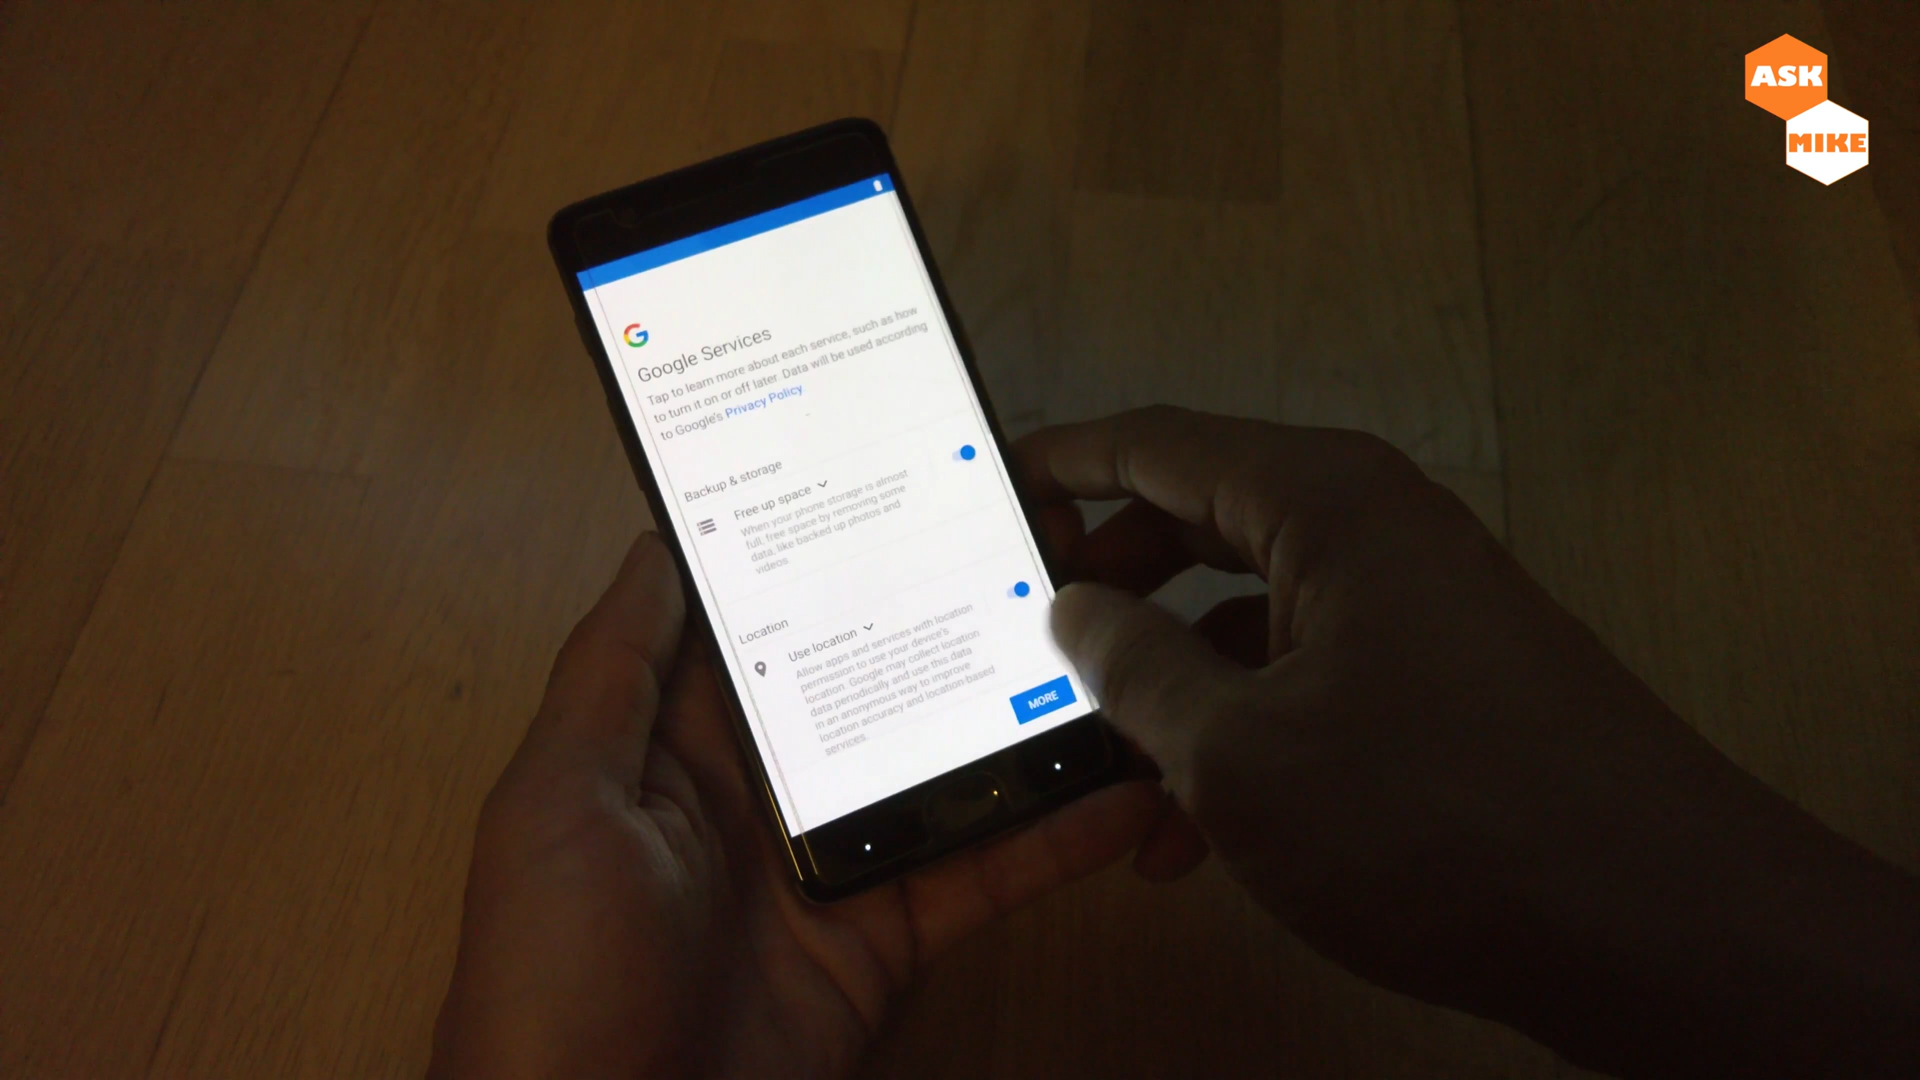 ASK
MIKE
Google Services
Tap to learn more about each service, such as how
to turn it on or off later. Data will be used according
to Google's Privacy Policy.
Backup & storage
Free up space
When your phone storage is almost
full, free space by removing some
data, like backed up photos and
videos.
Location
Use location
Allow apps and services with location
permission to use your device's
location. Google may collect location
data periodically and use this data
in an anonymous way to improve
location accuracy and location-based
services.
MORE